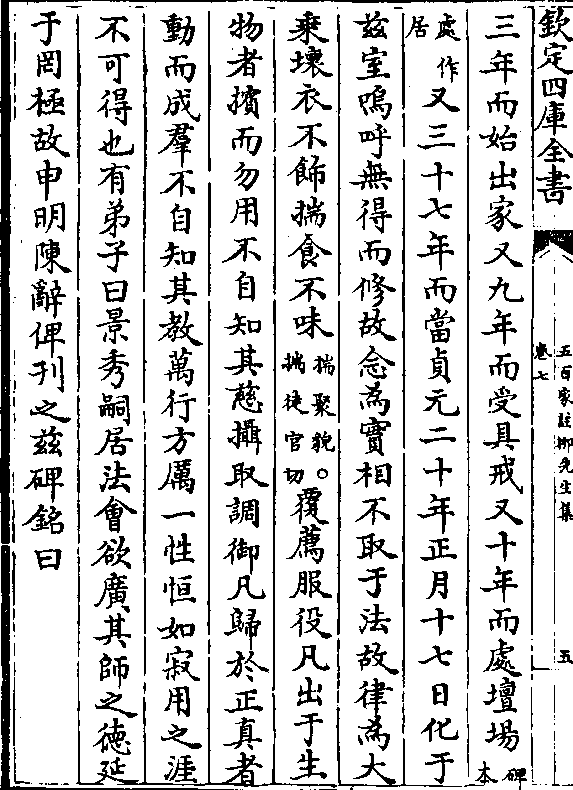 欽定四庫全書
五百家註柳先生集
卷七
五
三年而始出家又九年而受具戒又十年而處壇場碑本
處作居又三十七年而當貞元二十年正月十七日化于
兹室嗚呼無得而修故念為實相不取于法故律為大
乗壊衣不飾揣食不味揣聚貌○揣徒官切覆薦服役凡出于生
物者擯而勿用不自知其慈攝取調御凡歸於正真者
動而成羣不自知其教萬行方厲一性恒如寂用之涯
不可得也有弟子曰景秀嗣居法會欲廣其師之徳延
于罔極故申明陳辭俾刊之兹碑銘曰